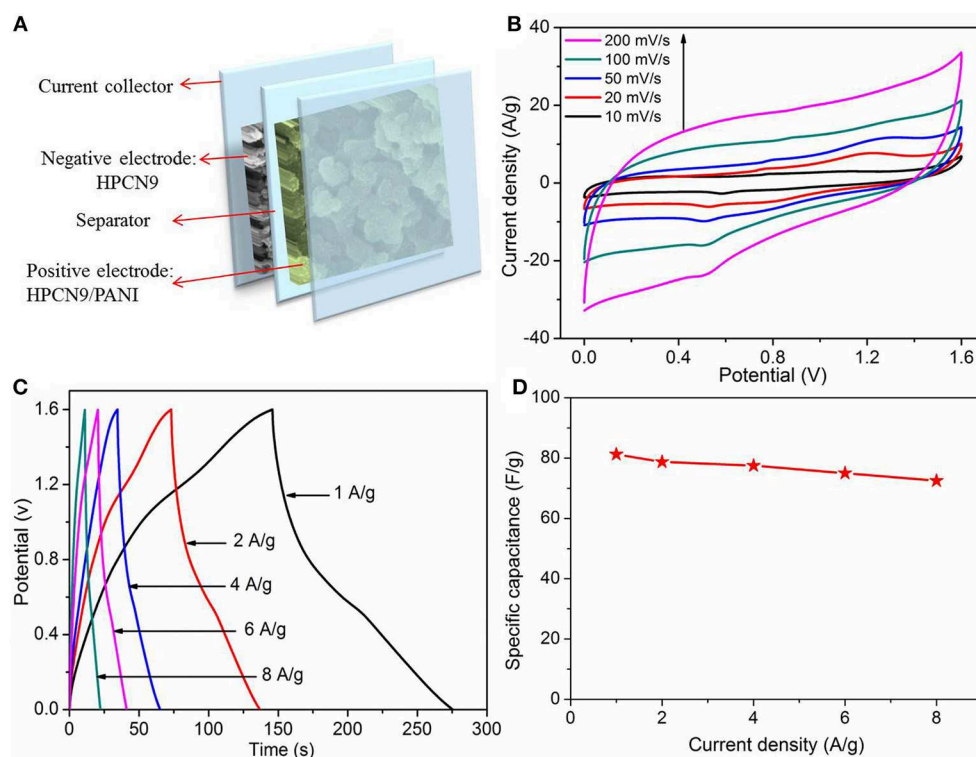 A
Current collector
Negative electrode:
HPCN9
Separator
Positive electrode:
HPCN9/PANI
B
40
20
0
-20
-40
Current density (A/g)
200 mV/s
100 mV/s
50 mV/s
20 mV/s
10 mV/s
0.0
0.4
0.8
1.2
1.6
Potential (V)
C
1.6
1.2
0.8
0.4
0.0
Potential (v)
1 A/g
2 A/g
4 A/g
6 A/g
8 A/g
0
50
100
150
200
250
300
Time (s)
D
100
80
60
40
20
0
Specific capacitance (F/g)
0
2
4
6
8
Current density (A/g)